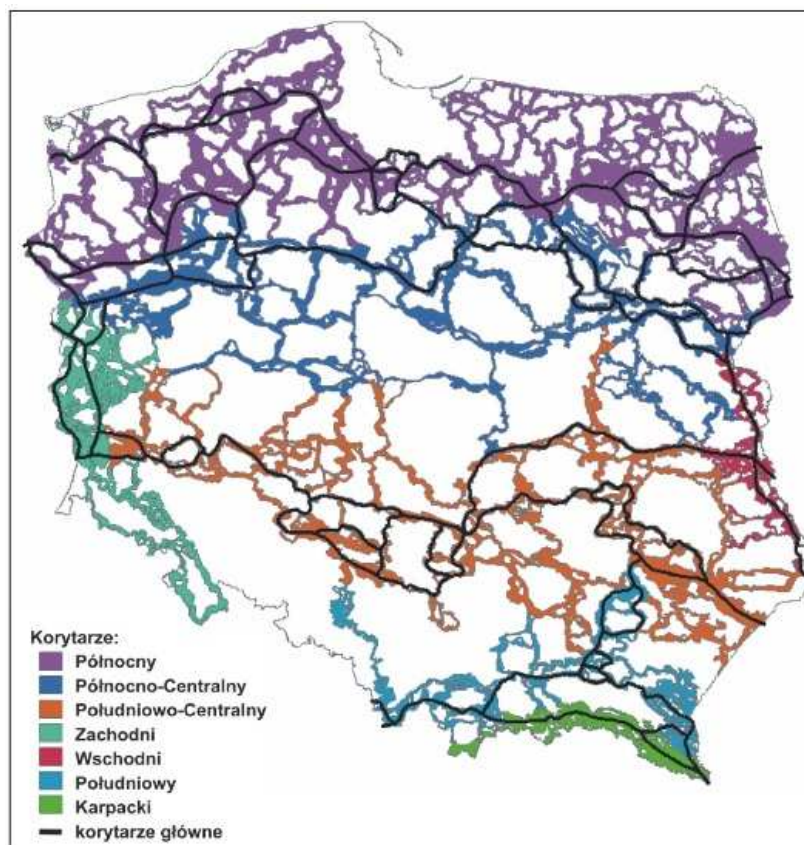 Korytarze:
Północny
Północno-Centralny
Południowo-Centralny
Zachodni
Wschodni
Południowy
Karpacki
korytarze główne